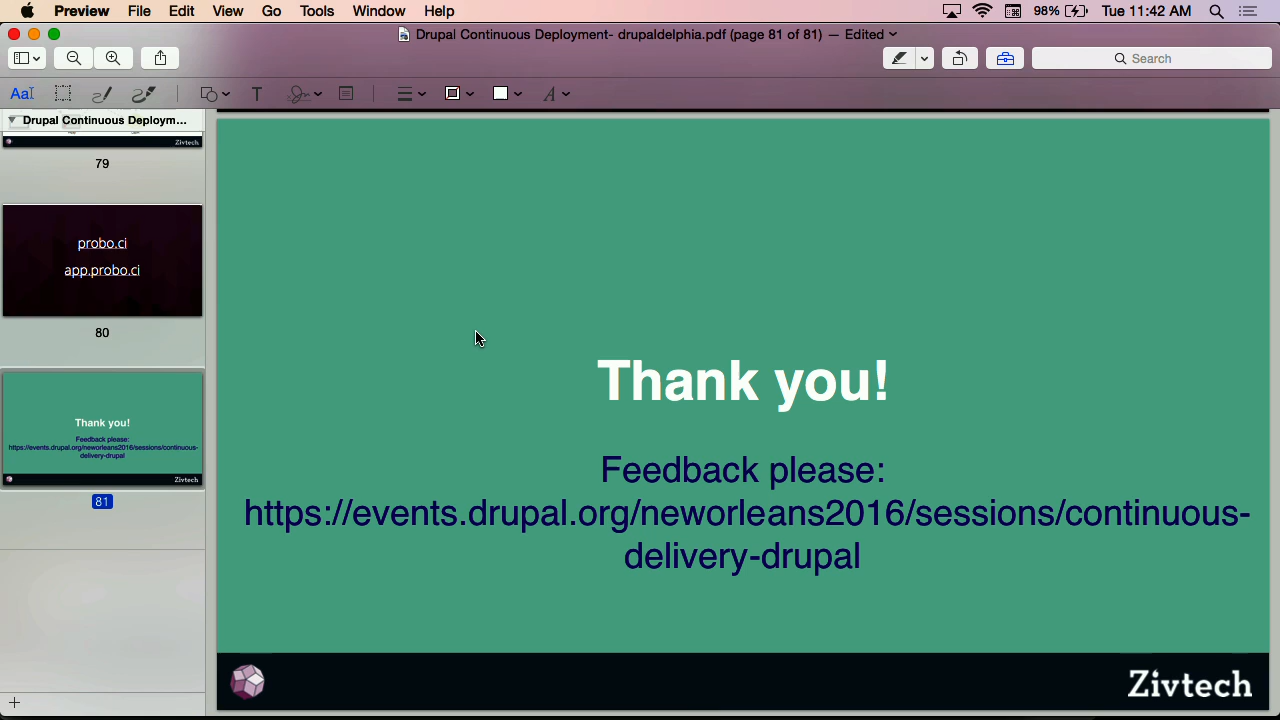 Preview File Edit View Go Tools Window Help 98% Tue 11:42 AM
Drupal Continuous Deployment- drupaldelphia.pdf (page 81 of 81) — Edited
Search
AaI T A
Drupal Continuous Deploym...
Zivtech
79
probo.ci
app.probo.ci
80
Thank you!
Feedback please:
https://events.drupal.org/neworleans2016/sessions/continuous-
delivery-drupal
Zivtech
81
Thank you!
Feedback please:
https://events.drupal.org/neworleans2016/sessions/continuous-
delivery-drupal
Zivtech